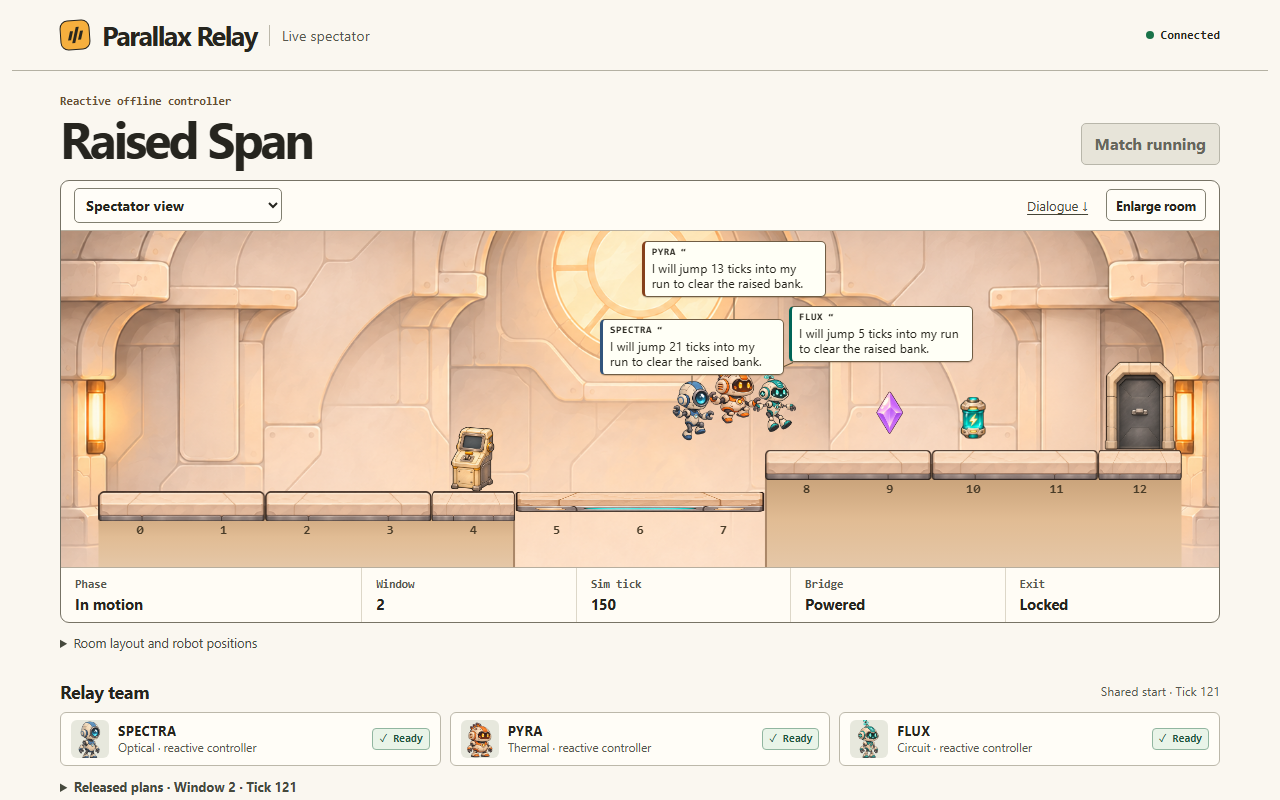 Parallax Relay
Live spectator
Connected
Reactive offline controller
Raised Span
Match running
Spectator view
Dialogue ↓
Enlarge room
PYRA "
I will jump 13 ticks into my
run to clear the raised bank.
FLUX "
I will jump 5 ticks into my run
to clear the raised bank.
SPECTRA "
I will jump 21 ticks into my
run to clear the raised bank.
0 1 2 3 4 5 6 7 8 9 10 11 12
Phase
In motion
Window
2
Sim tick
150
Bridge
Powered
Exit
Locked
Room layout and robot positions
Relay team
Shared start · Tick 121
SPECTRA
Optical · reactive controller
✓ Ready
PYRA
Thermal · reactive controller
✓ Ready
FLUX
Circuit · reactive controller
✓ Ready
Released plans · Window 2 · Tick 121